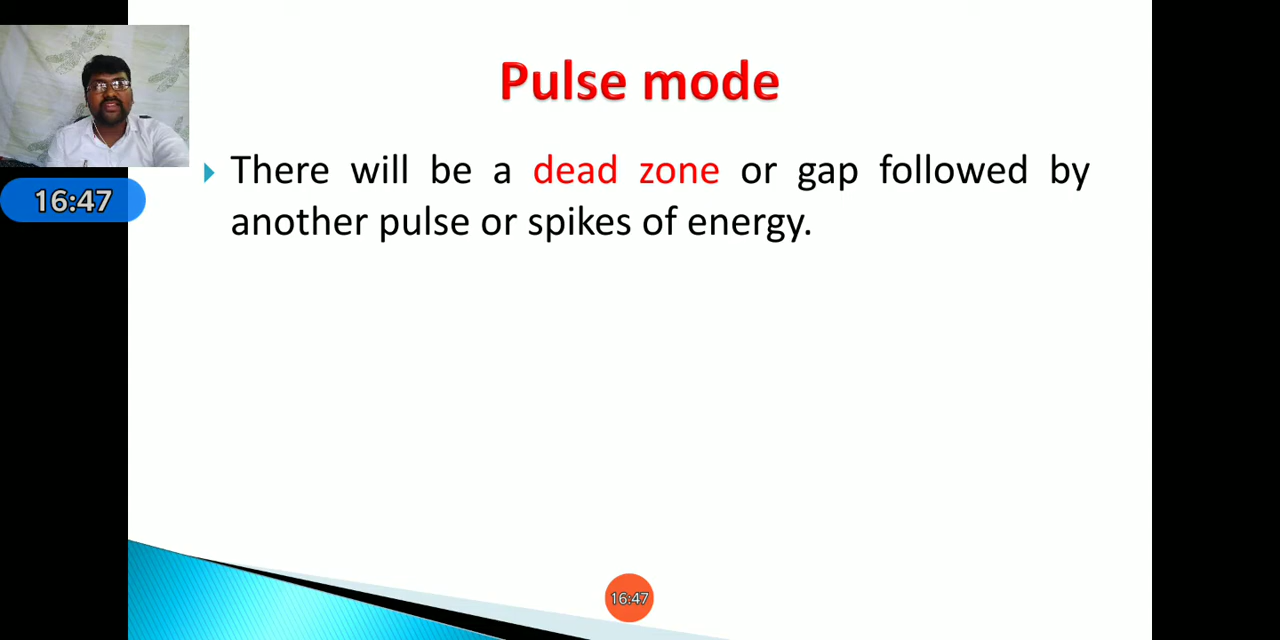 Pulse mode
There will be a dead zone or gap followed by
another pulse or spikes of energy.
16:47
16:47